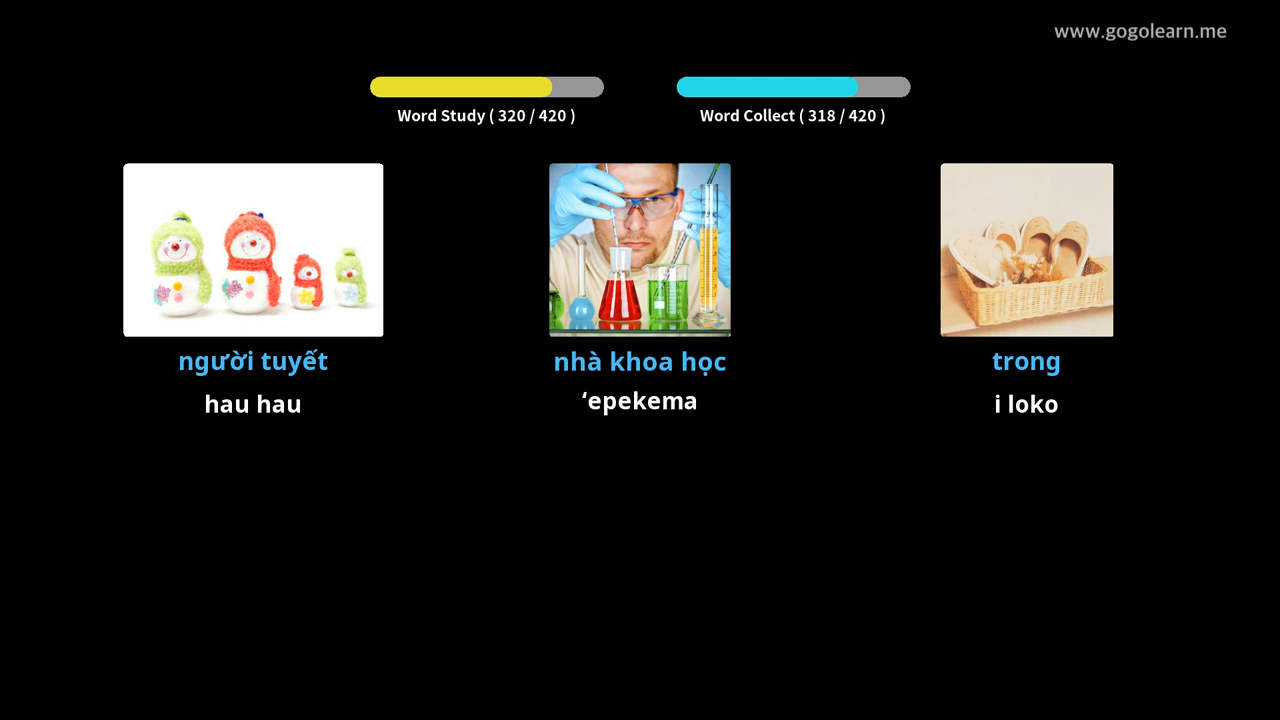 www.gogolearn.me
Word Study ( 320 / 420 )
Word Collect ( 318 / 420 )
người tuyết
nhà khoa học
trong
hau hau
ʻepekema
i loko